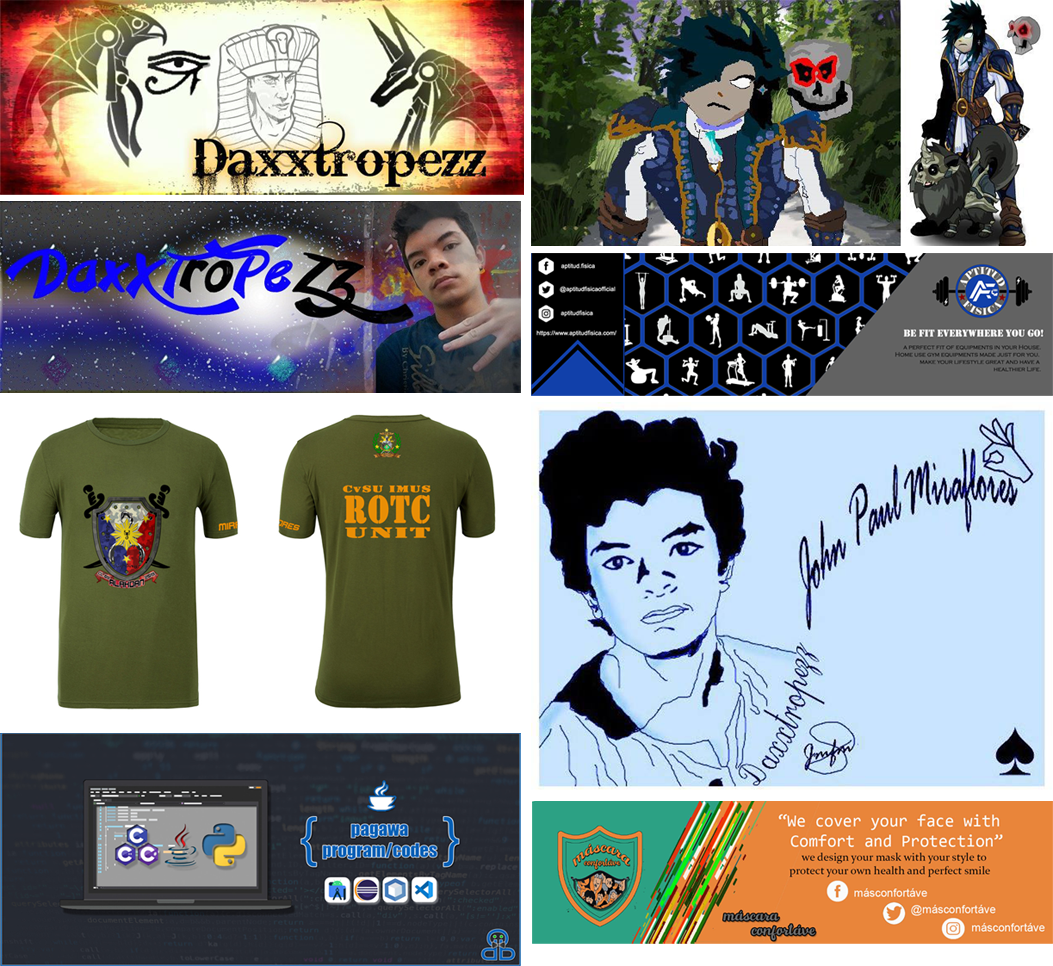 Daxxtropezz
DaxxTroPeZZ
aptitud.fisica
@aptitudfisicaofficial
aptitudfisica
https://www.aptitudfisica.com/
APTITUD
FISICA
BE FIT EVERYWHERE YOU GO!
A PERFECT FIT OF EQUIPMENTS IN YOUR HOUSE.
HOME USE GYM EQUIPMENTS MADE JUST FOR YOU.
MAKE YOUR LIFESTYLE GREAT AND HAVE A
HEALTHIER LIFE.
CvSU IMUS
ROTC
UNIT
John Paul Miraflores
Daxxtropezz
C
C C
{ pagawa
program/codes }
máscara
confortáve
"We cover your face with
Comfort and Protection"
we design your mask with your style to
protect your own health and perfect smile
másconfortáve
@másconfortáve
másconfortáve
máscara
confortáve